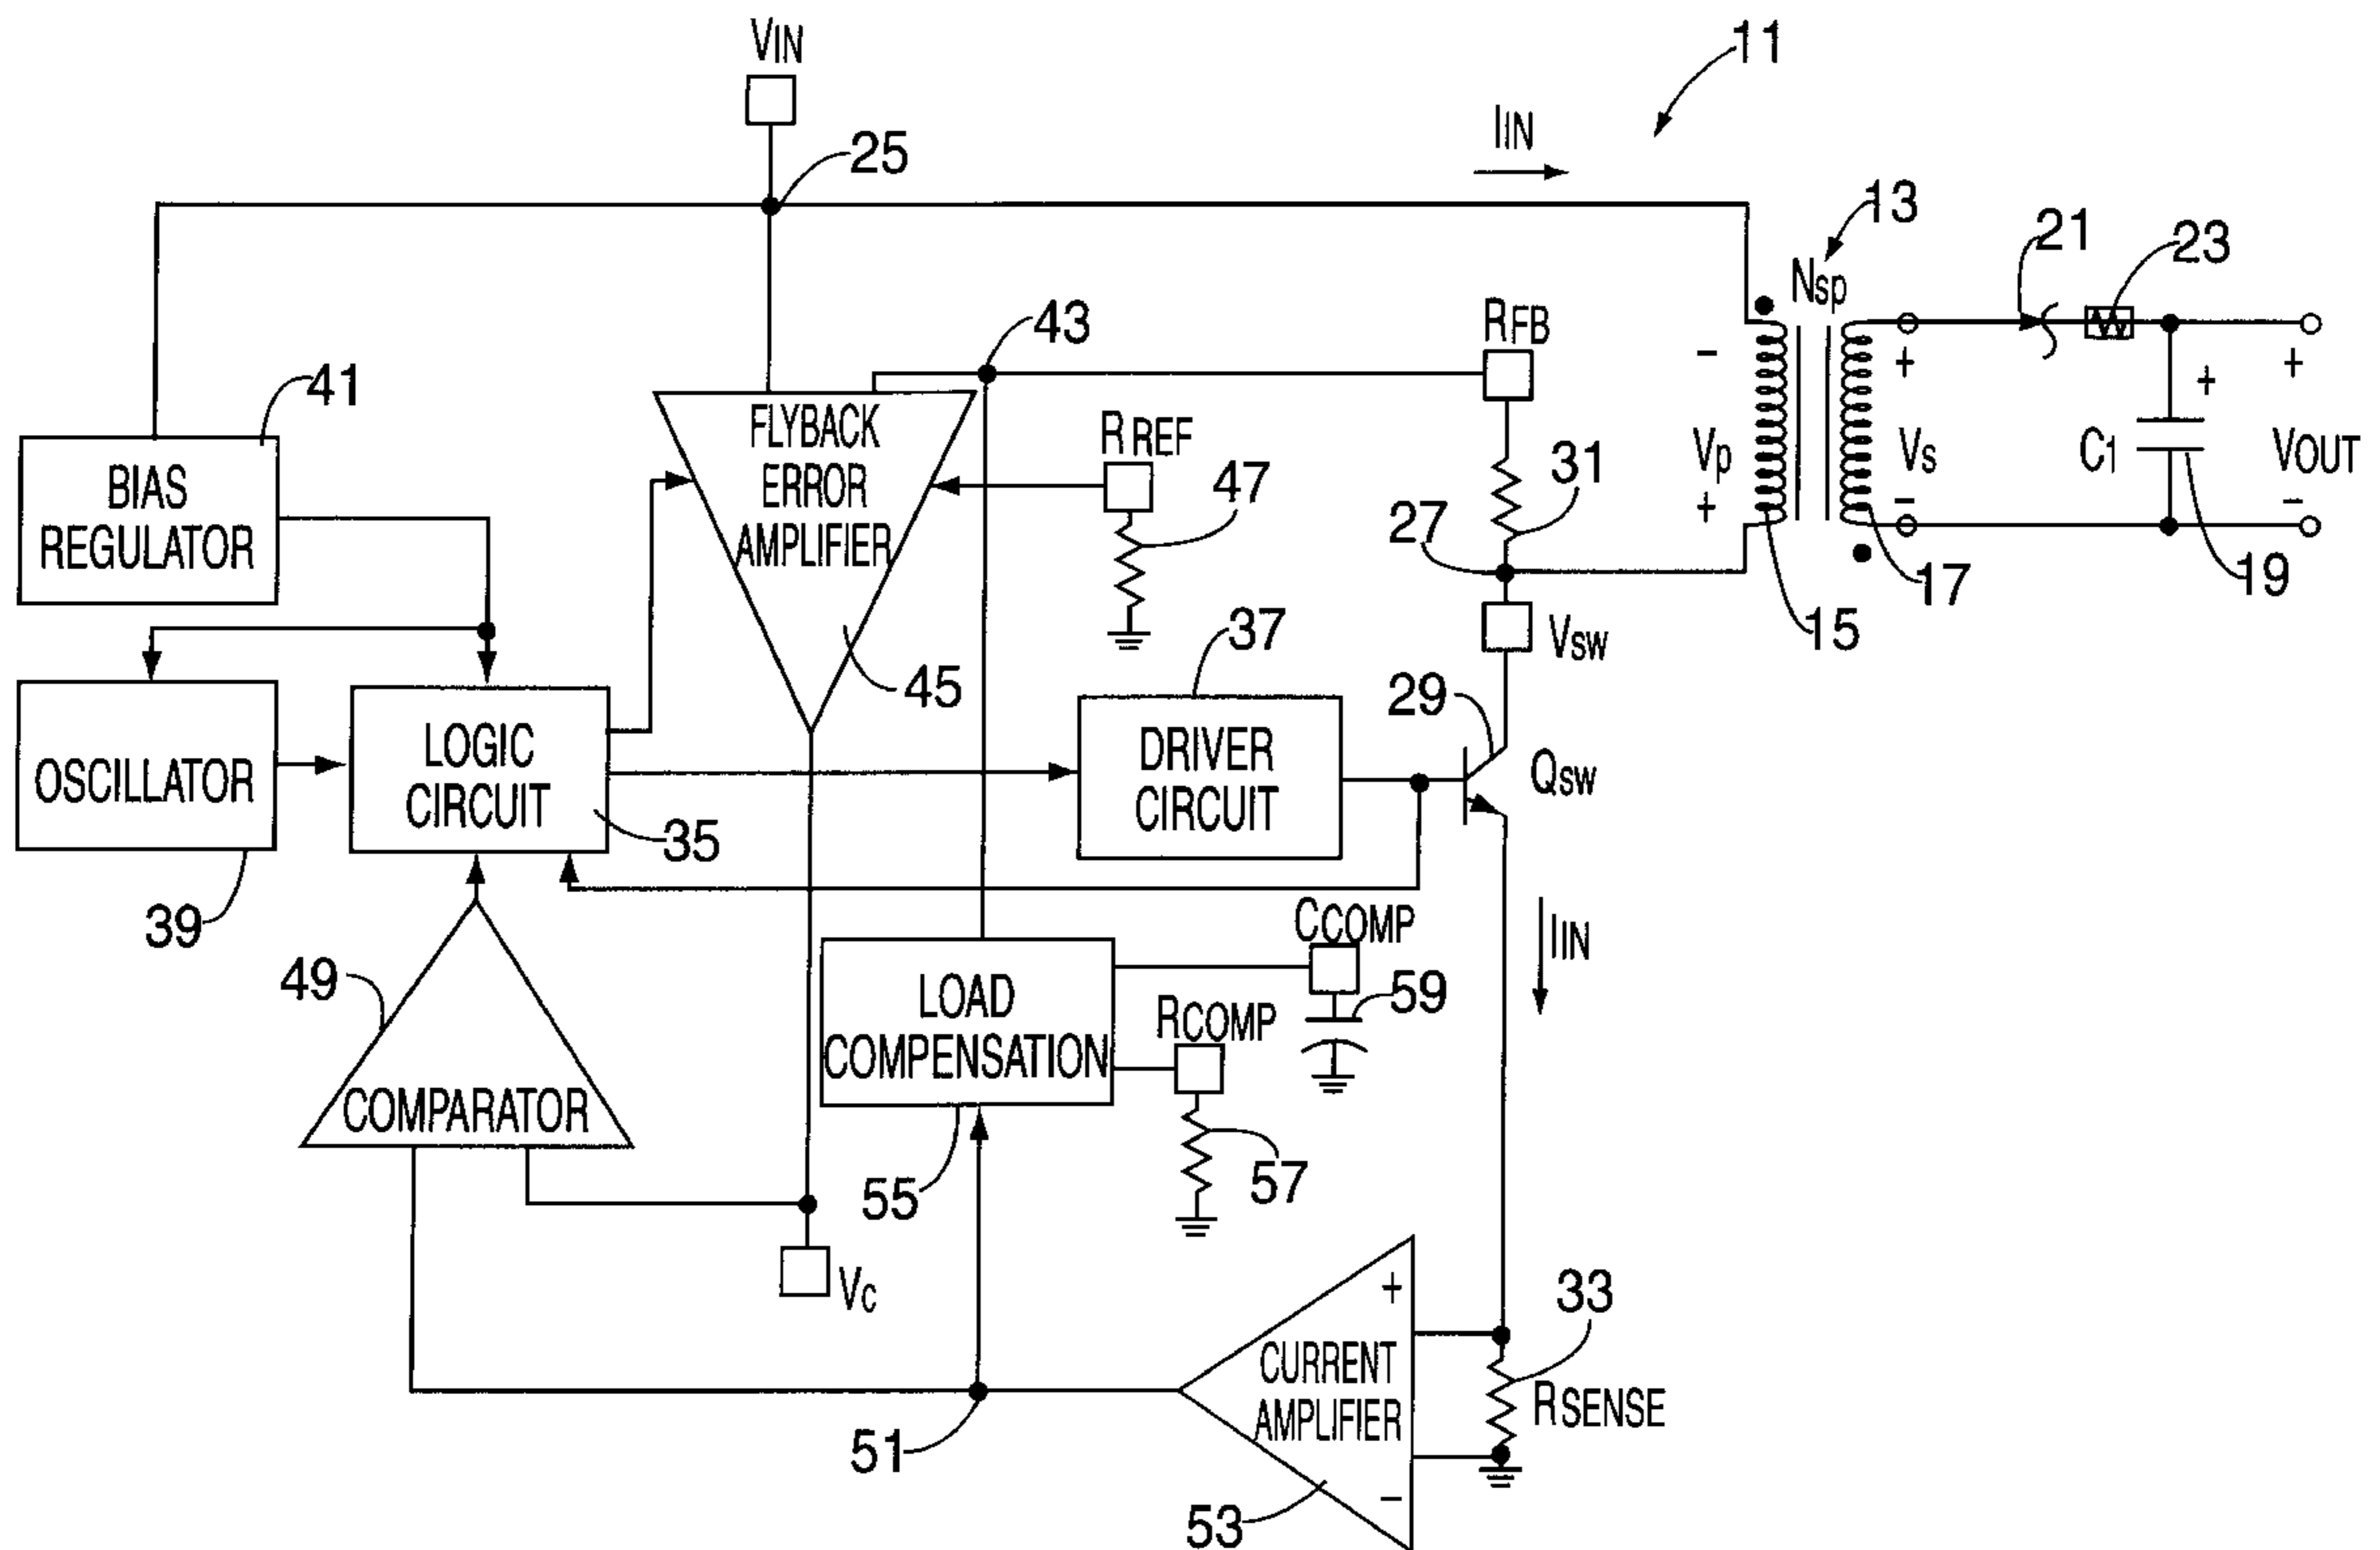 VIN
11
IIN
25
13
21
23
NSP
43
RFB
41
FLYBACK
ERROR
AMPLIFIER
RREF
47
31
-
Vp
+
+
Vs
-
+
C1
+
VOUT
-
BIAS
REGULATOR
27
15
17
19
VSW
37
45
29
OSCILLATOR
LOGIC
CIRCUIT
35
DRIVER
CIRCUIT
QSW
39
49
CCOMP
IIN
LOAD
COMPENSATION
RCOMP
59
COMPARATOR
55
57
VC
+
CURRENT
AMPLIFIER
-
33
RSENSE
51
53